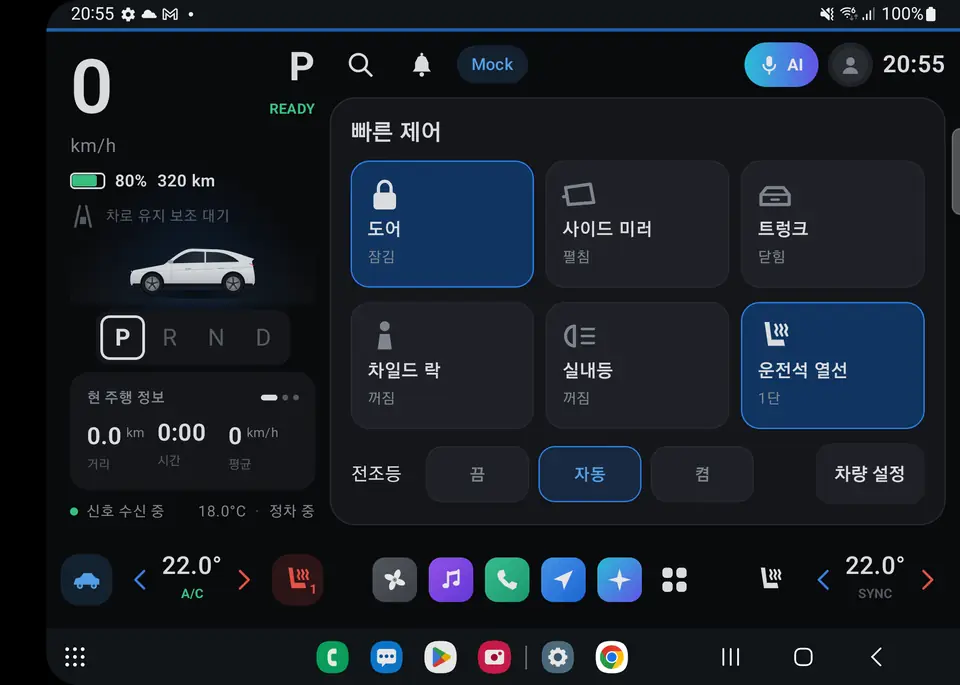 20:55
100%
0
P
Mock
AI
20:55
READY
km/h
80% 320 km
차로 유지 보조 대기
P R N D
현 주행 정보
0.0 km 0:00 0 km/h
거리 시간 평균
신호 수신 중 18.0°C · 정차 중
빠른 제어
도어
잠김
사이드 미러
펼침
트렁크
닫힘
차일드 락
꺼짐
실내등
꺼짐
운전석 열선
1단
전조등 끔 자동 켬 차량 설정
22.0°
A/C
1
22.0°
SYNC